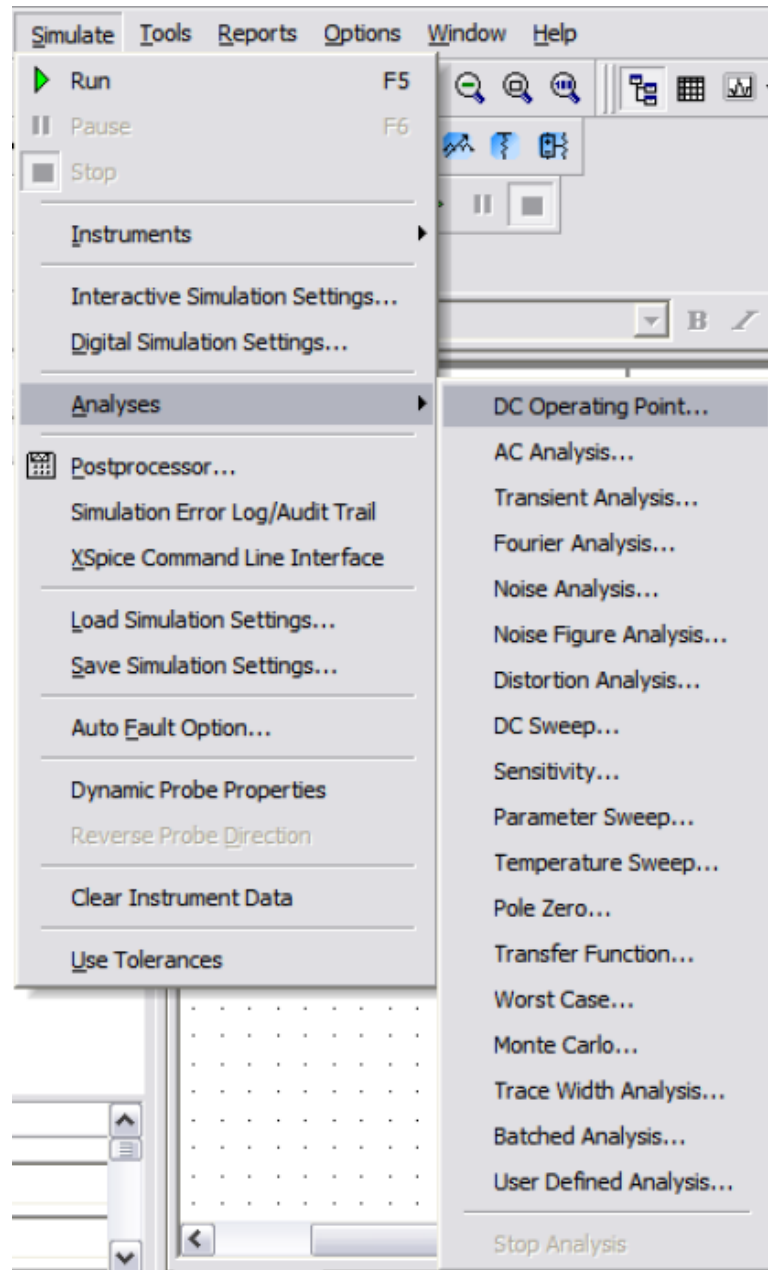 Simulate Tools Reports Options Window Help
Run F5
Pause F6
Stop
Instruments
Interactive Simulation Settings...
Digital Simulation Settings...
B I
Analyses
Postprocessor...
Simulation Error Log/Audit Trail
XSpice Command Line Interface
Load Simulation Settings...
Save Simulation Settings...
Auto Fault Option...
Dynamic Probe Properties
Reverse Probe Direction
Clear Instrument Data
Use Tolerances
DC Operating Point...
AC Analysis...
Transient Analysis...
Fourier Analysis...
Noise Analysis...
Noise Figure Analysis...
Distortion Analysis...
DC Sweep...
Sensitivity...
Parameter Sweep...
Temperature Sweep...
Pole Zero...
Transfer Function...
Worst Case...
Monte Carlo...
Trace Width Analysis...
Batched Analysis...
User Defined Analysis...
Stop Analysis